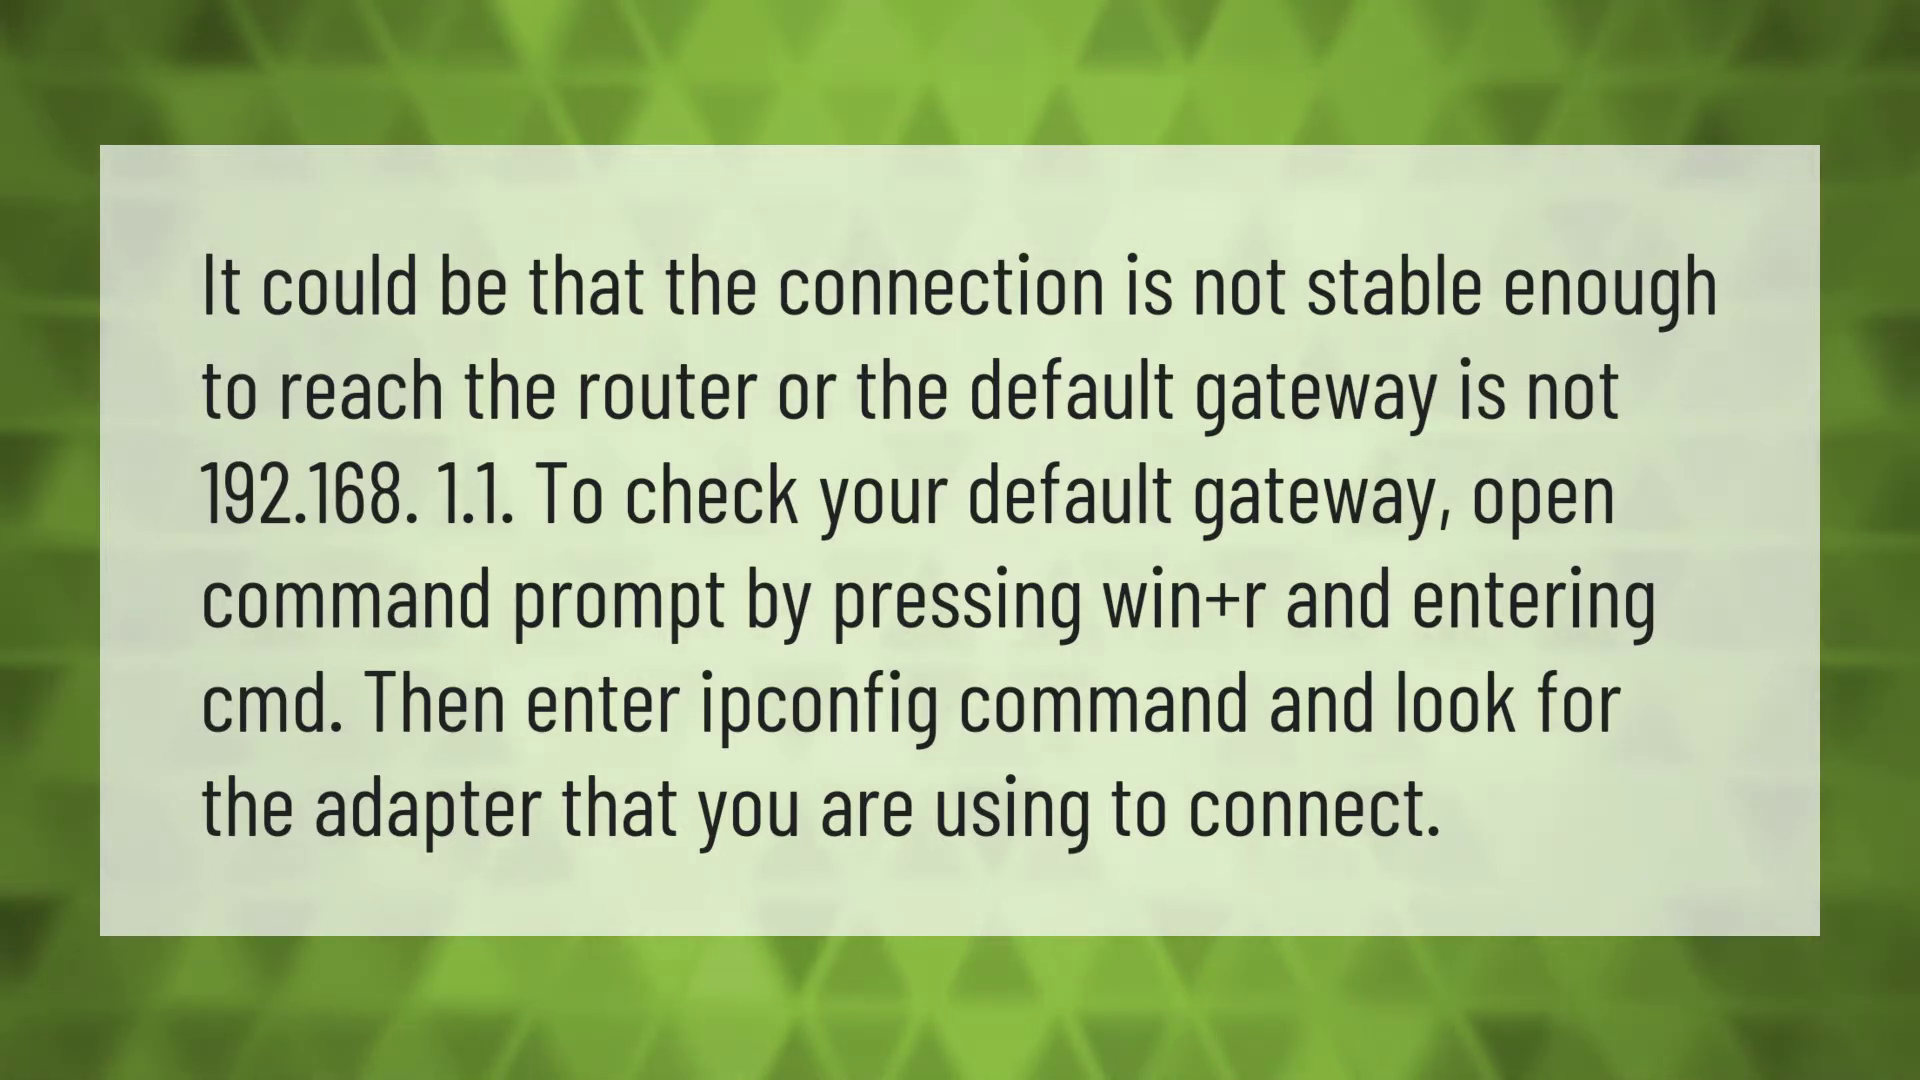 It could be that the connection is not stable enough
to reach the router or the default gateway is not
192.168. 1.1. To check your default gateway, open
command prompt by pressing win+r and entering
cmd. Then enter ipconfig command and look for
the adapter that you are using to connect.